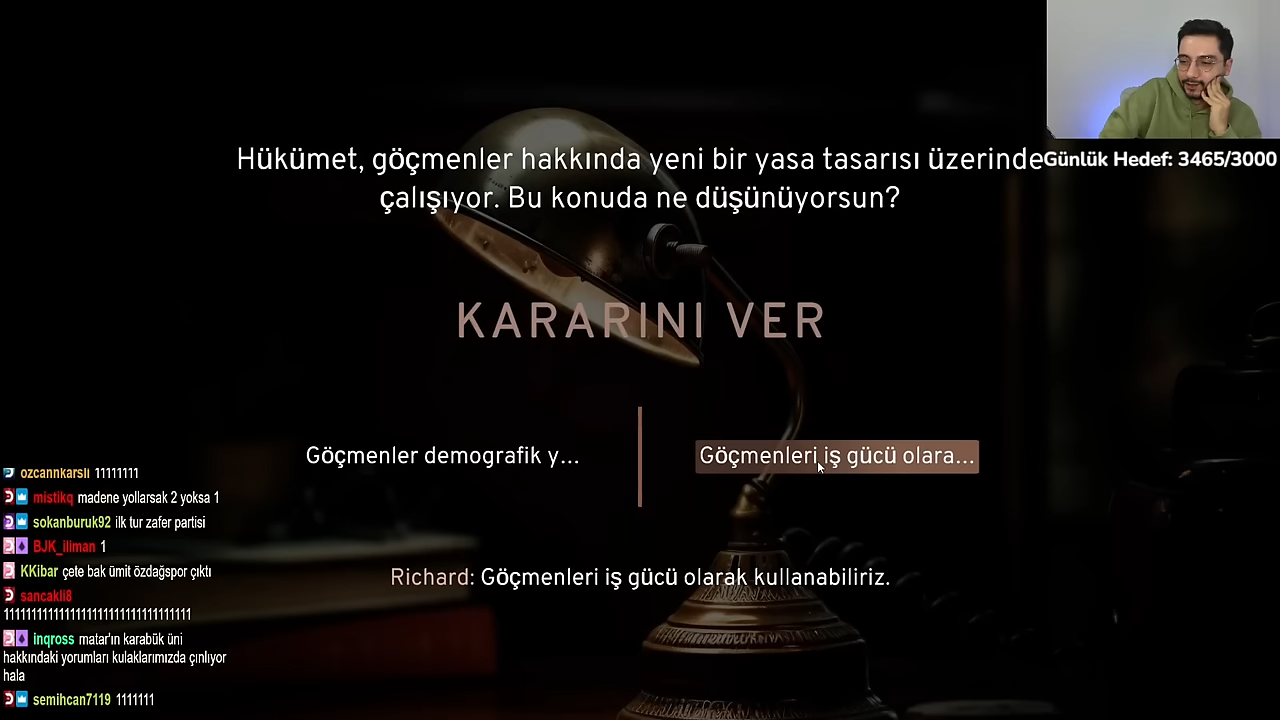 Hükümet, göçmenler hakkında yeni bir yasa tasarısı üzerinde
çalışıyor. Bu konuda ne düşünüyorsun?
Günlük Hedef: 3465/3000
KARARINI VER
Göçmenler demografik y...
Göçmenleri iş gücü olara...
Richard: Göçmenleri iş gücü olarak kullanabiliriz.
ozcannkarsli 11111111
mistikq madene yollarsak 2 yoksa 1
sokanburuk92 ilk tur zafer partisi
BJK_iliman 1
KKibar çete bak ümit özdağspor çıktı
sancakli8
1111111111111111111111111111111
inqross matar'ın karabük üni
hakkındaki yorumları kulaklarımızda çınlıyor
hala
semihcan7119 1111111